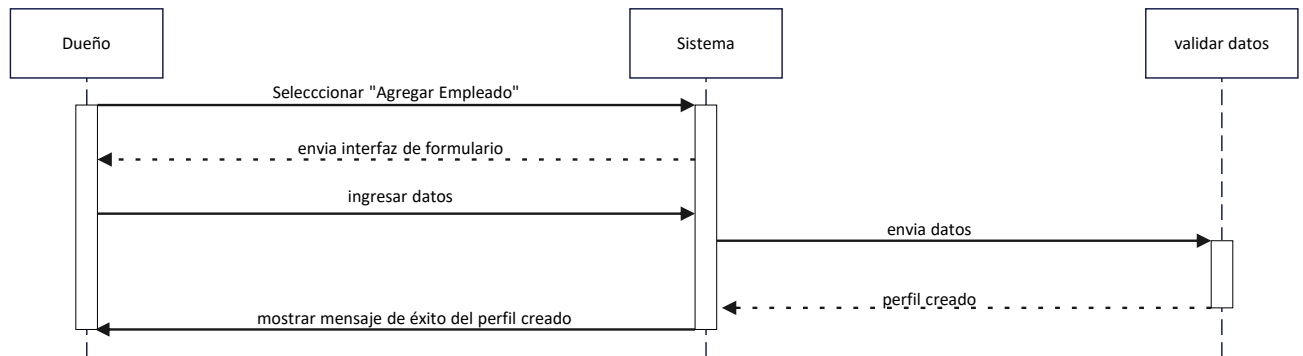 Dueño
Sistema
validar datos
Selecccionar "Agregar Empleado"
envia interfaz de formulario
ingresar datos
envia datos
perfil creado
mostrar mensaje de éxito del perfil creado